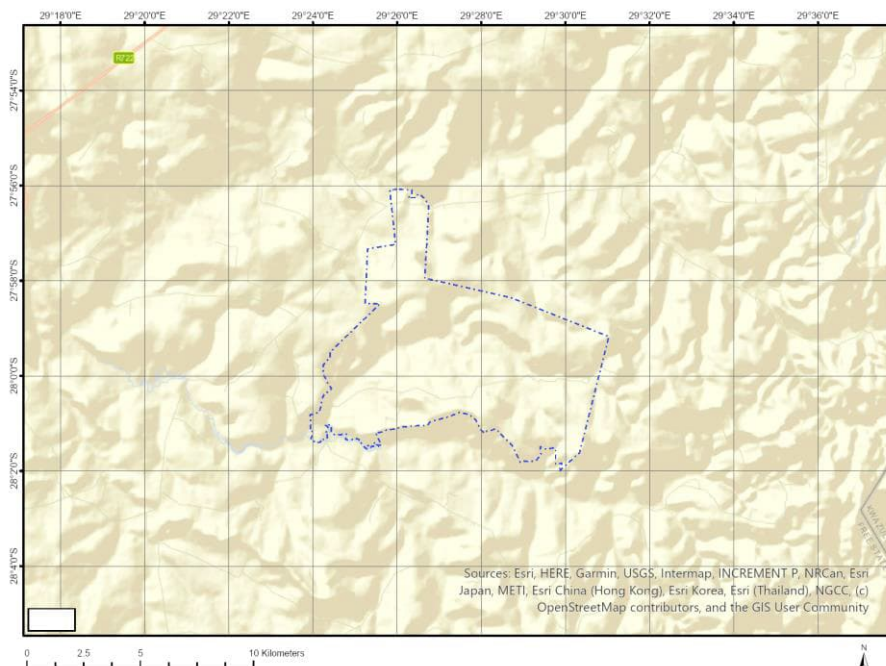 29°18'0"E 29°20'0"E 29°22'0"E 29°24'0"E 29°26'0"E 29°28'0"E 29°30'0"E 29°32'0"E 29°34'0"E 29°36'0"E
R722
27°54'0"S
27°56'0"S
27°58'0"S
28°0'0"S
28°2'0"S
28°4'0"S
FREE STATE
Sources: Esri, HERE, Garmin, USGS, Intermap, INCREMENT P, NRCan, Esri
Japan, METI, Esri China (Hong Kong), Esri Korea, Esri (Thailand), NGCC, (c)
OpenStreetMap contributors, and the GIS User Community
0 2.5 5 10 Kilometers
N